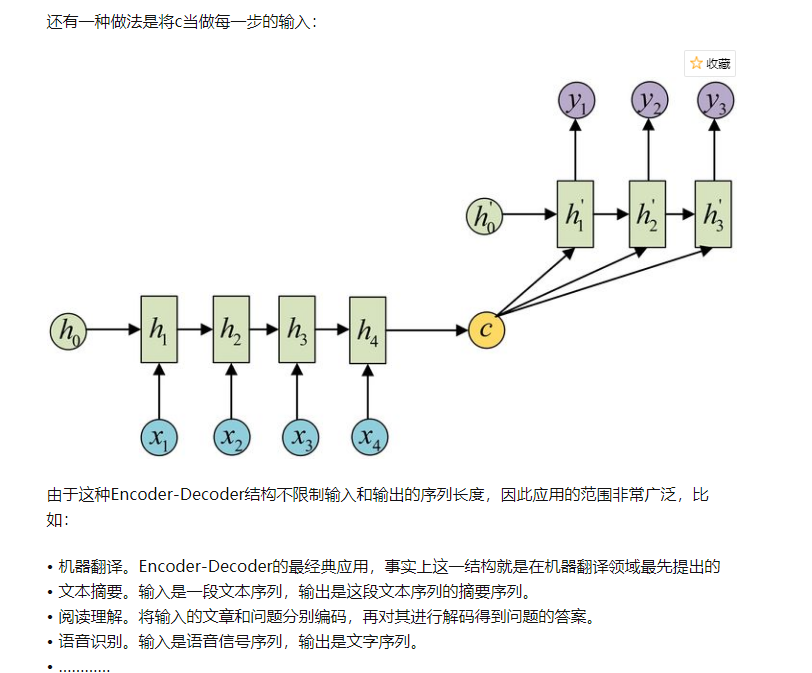 还有一种做法是将c当做每一步的输入：
☆ 收藏
y₁ y₂ y₃
h₀' h₁' h₂' h₃'
h₀ h₁ h₂ h₃ h₄ c
x₁ x₂ x₃ x₄
由于这种Encoder-Decoder结构不限制输入和输出的序列长度，因此应用的范围非常广泛，比
如：
• 机器翻译。Encoder-Decoder的最经典应用，事实上这一结构就是在机器翻译领域最先提出的
• 文本摘要。输入是一段文本序列，输出是这段文本序列的摘要序列。
• 阅读理解。将输入的文章和问题分别编码，再对其进行解码得到问题的答案。
• 语音识别。输入是语音信号序列，输出是文字序列。
• …………